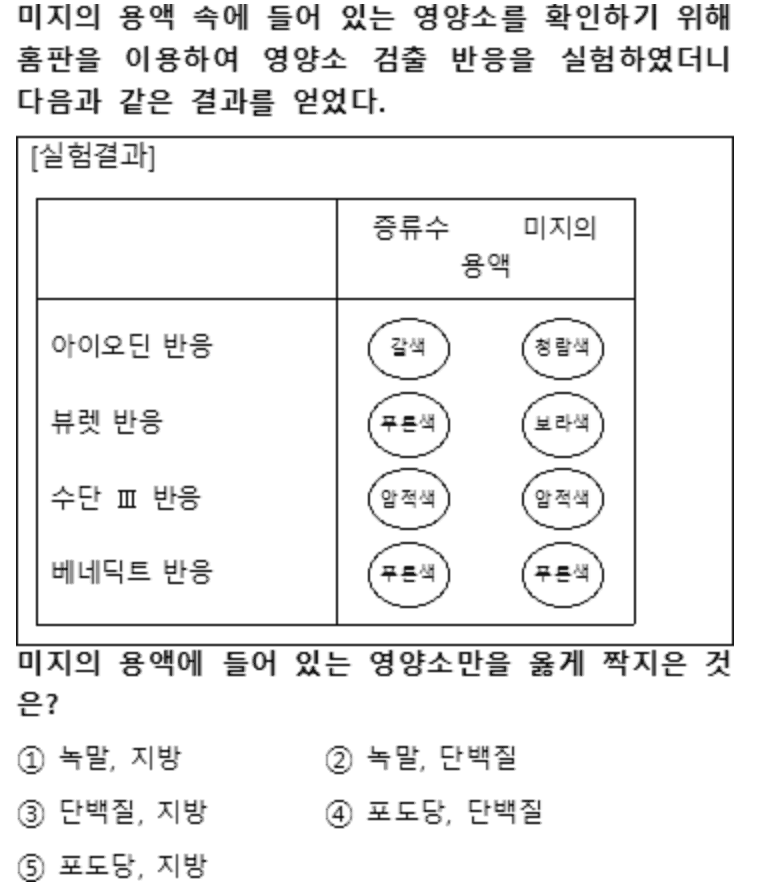 미지의 용액 속에 들어 있는 영양소를 확인하기 위해
홈판을 이용하여 영양소 검출 반응을 실험하였더니
다음과 같은 결과를 얻었다.
[실험결과]
증류수 미지의
용액
아이오딘 반응 갈색 청람색
뷰렛 반응 푸른색 보라색
수단 Ⅲ 반응 암적색 암적색
베네딕트 반응 푸른색 푸른색
미지의 용액에 들어 있는 영양소만을 옳게 짝지은 것
은?
① 녹말, 지방 ② 녹말, 단백질
③ 단백질, 지방 ④ 포도당, 단백질
⑤ 포도당, 지방